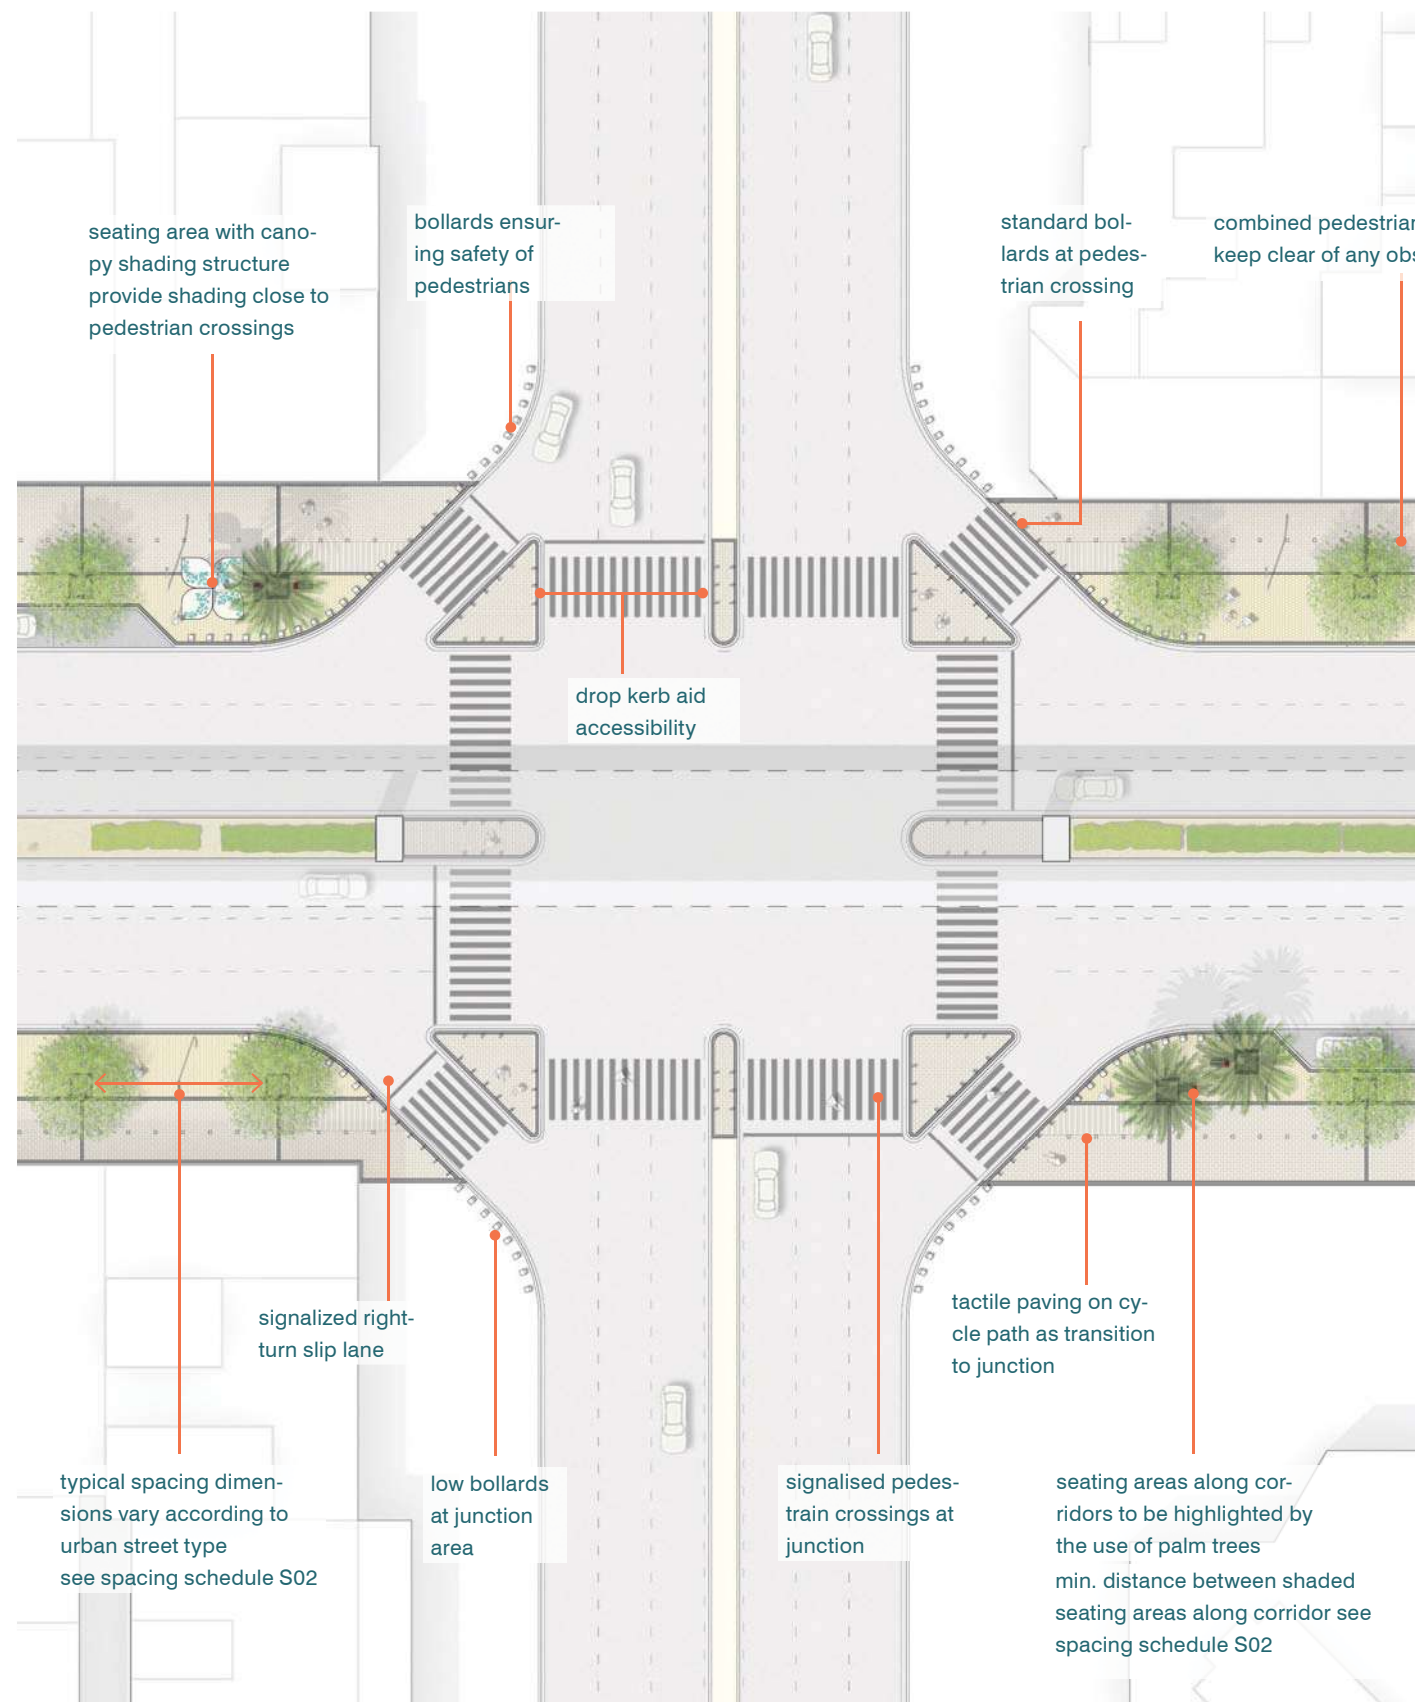 seating area with cano-
py shading structure
provide shading close to
pedestrian crossings
bollards ensur-
ing safety of
pedestrians
standard bol-
lards at pedes-
trian crossing
combined pedestrian
keep clear of any obs
drop kerb aid
accessibility
signalized right-
turn slip lane
tactile paving on cy-
cle path as transition
to junction
typical spacing dimen-
sions vary according to
urban street type
see spacing schedule S02
low bollards
at junction
area
signalised pedes-
train crossings at
junction
seating areas along cor-
ridors to be highlighted by
the use of palm trees
min. distance between shaded
seating areas along corridor see
spacing schedule S02